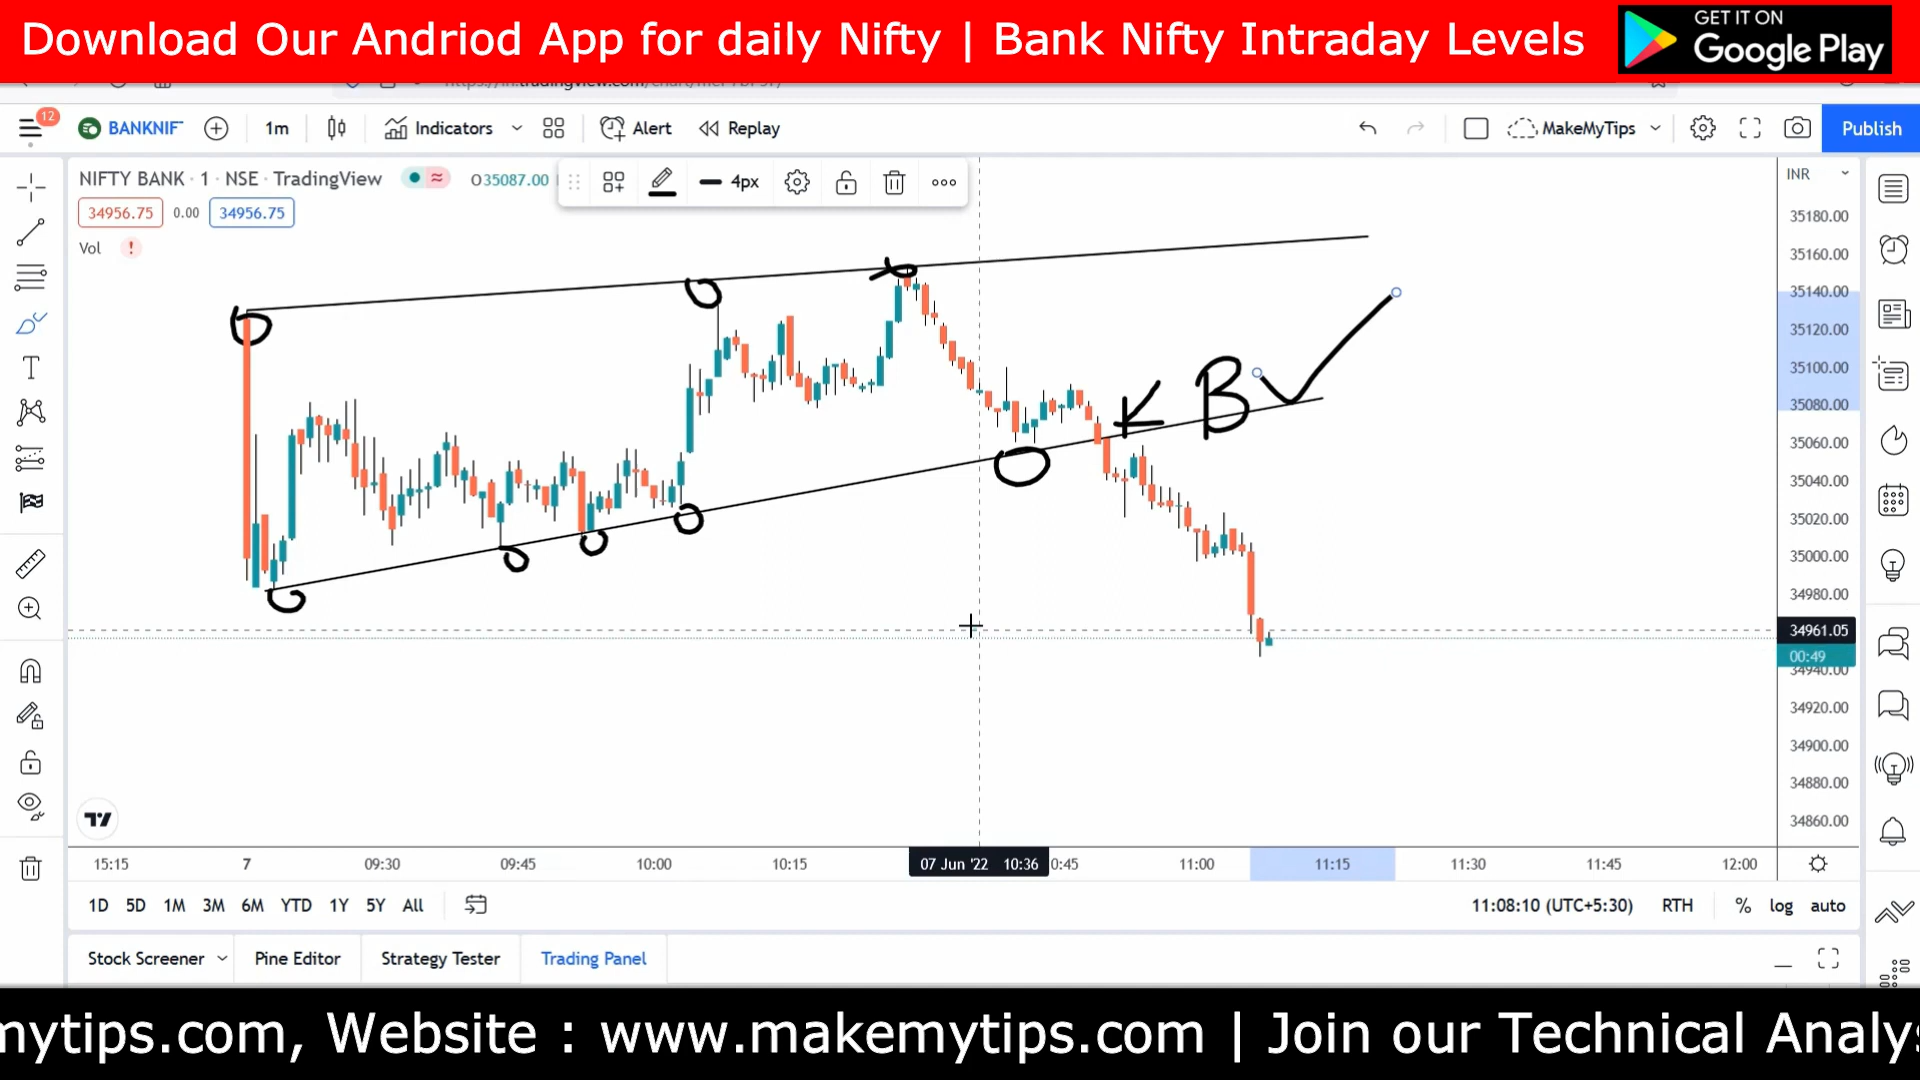 Download Our Andriod App for daily Nifty | Bank Nifty Intraday Levels
GET IT ON
Google Play
12
BANKNIF
1m
Indicators
Alert
Replay
MakeMyTips
Publish
NIFTY BANK · 1 · NSE · TradingView
O35087.00
4px
INR
34956.75 0.00 34956.75
Vol
B
35180.00
35160.00
35140.00
35120.00
35100.00
35080.00
35060.00
35040.00
35020.00
35000.00
34980.00
34961.05
00:49
34940.00
34920.00
34900.00
34880.00
34860.00
15:15 7 09:30 09:45 10:00 10:15 07 Jun '22 10:36 0:45 11:00 11:15 11:30 11:45 12:00
1D 5D 1M 3M 6M YTD 1Y 5Y All
11:08:10 (UTC+5:30) RTH % log auto
Stock Screener Pine Editor Strategy Tester Trading Panel
mytips.com, Website : www.makemytips.com | Join our Technical Analys